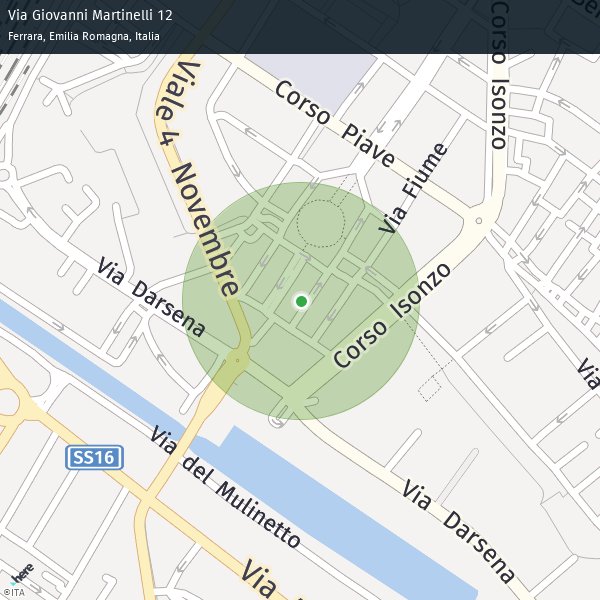 Via Giovanni Martinelli 12
Ferrara, Emilia Romagna, Italia
Corso Isonzo
Viale 4 Novembre
Corso Piave
Via Fiume
Via Darsena
Corso Isonzo
SS16
Via del Mulinetto
Via Darsena
Via
Via
here
©ITA